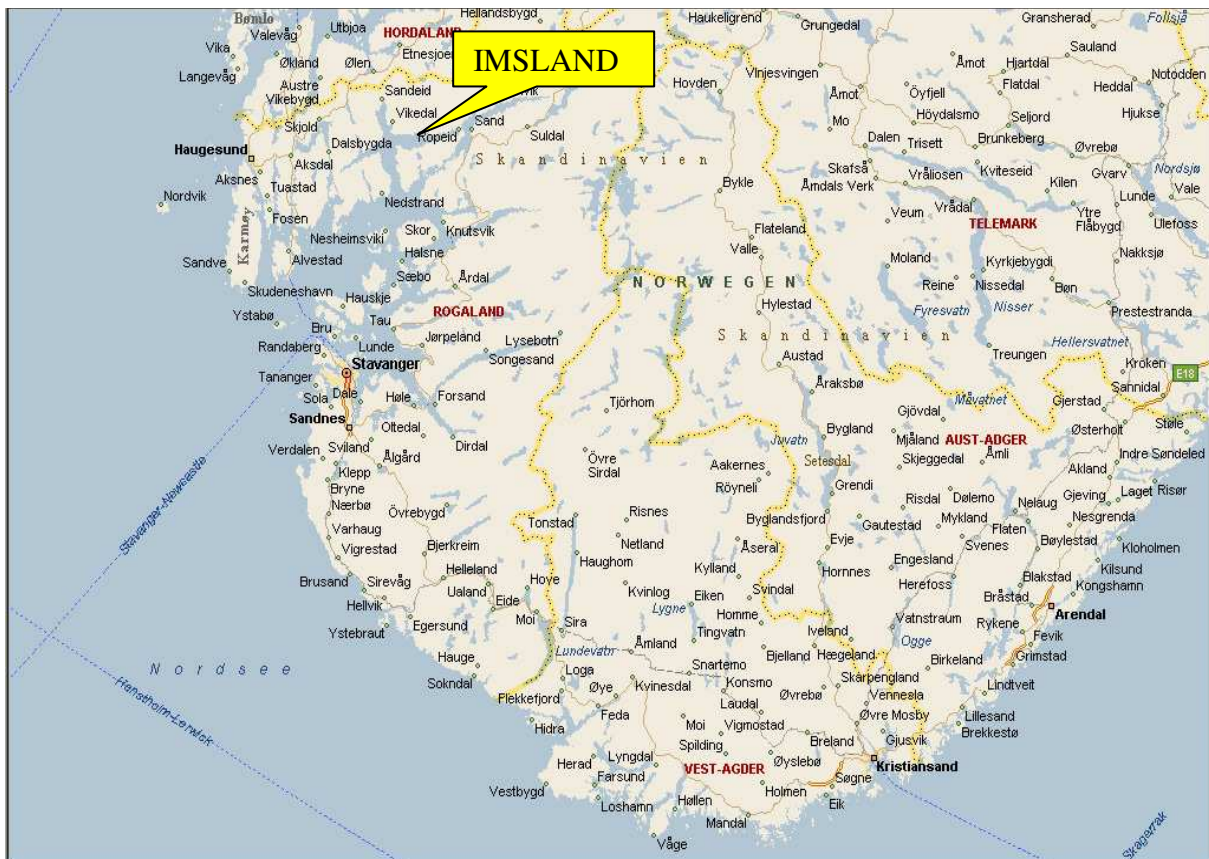 Bømlo
Hellandsbygd
Haukeligrend
Grungedal
Gransherad
Follsjå
Utbjoa
HORDALAND
Vika
Valevåg
Etnesjoen
IMSLAND
Sauland
Langevåg
Økland
Ølen
Hovden
Vlnjesvingen
Åmot
Hjartdal
Notodden
Austre
Vikebygd
Sandeid
Åmot
Öyfjell
Flatdal
Heddal
Skjold
Vikedal
Ropeid
Sand
Suldal
Mo
Höydalsmo
Seljord
Hjukse
Dalsbygda
Dalen
Trisett
Brunkeberg
Øvrebø
Haugesund
Aksdal
Skandinavien
Skafså
Kviteseid
Gvarv
Nordsjø
Aksnes
Tuastad
Bykle
Åmdals Verk
Vråliosen
Kilen
Lunde
Vale
Nordvik
Nedstrand
Fosen
Karmøy
Skor
Knutsvik
Flateland
Veum
Vrådal
Ytre
Flåbygd
Ulefoss
Nesheimsviki
TELEMARK
Halsne
Valle
Nakksjø
Sandve
Alvestad
Moland
Kyrkjebygdi
Sæbo
Årdal
NORWEGEN
Reine
Nissedal
Bøn
Skudeneshavn
Hauskje
ROGALAND
Hylestad
Fyresvatn
Nisser
Prestestranda
Ystabø
Bru
Tau
Jørpeland
Lysebotn
Skandinavien
Hellersvatnet
Randaberg
Lunde
Songesand
Treungen
Stavanger
Austad
Kroken
E18
Tananger
Sola
Dale
Høle
Forsand
Tjörhom
Åraksbø
Måvatnet
Sannidal
Gjerstad
Sandnes
Gjövdal
Oltedal
Dirdal
Bygland
Mjåland
AUST-ADGER
Østerholt
Støle
Verdalen
Sviland
Juvatn
Ålgård
Övre
Sirdal
Aakernes
Setesdal
Skjeggedal
Åmli
Akland
Indre Søndeled
Klepp
Röyneli
Bryne
Grendi
Risdal
Dølemo
Nelaug
Gjeving
Laget
Risør
Nærbø
Övrebygd
Tonstad
Risnes
Byglandsfjord
Gautestad
Mykland
Flaten
Nesgrenda
Varhaug
Netland
Åseral
Evje
Svenes
Bøylestad
Kloholmen
Vigrestad
Bjerkreim
Haughom
Engesland
Stavanger-Newcastle
Brusand
Sirevåg
Helleland
Hove
Kylland
Hornnes
Herefoss
Blakstad
Kilsund
Kongshamn
Hellvik
Ualand
Eide
Kvinlog
Eiken
Svindal
Bråstad
Lygne
Homme
Arendal
Ystebraut
Egersund
Moi
Sira
Tingvatn
Iveland
Vatnstraum
Rykene
Fevik
Nordsee
Hauge
Lundevatn
Åmland
Bjelland
Hægeland
Ogge
Grimstad
Sokndal
Loga
Snartemo
Birkeland
Flekkefjord
Øye
Kvinesdal
Konsmo
Øvrebø
Skarpengland
Vennesla
Lindtveit
Hanstholm-Lerwick
Feda
Laudal
Hidra
Moi
Vigmostad
Øvre Mosby
Lillesand
Brekkestø
Spilding
Breland
Gjusvik
Herad
Lyngdal
VEST-AGDER
Øyslebø
Kristiansand
Vestbygd
Farsund
Søgne
Loshamn
Høllen
Holmen
Eik
Mandal
Våge
Skagerrak